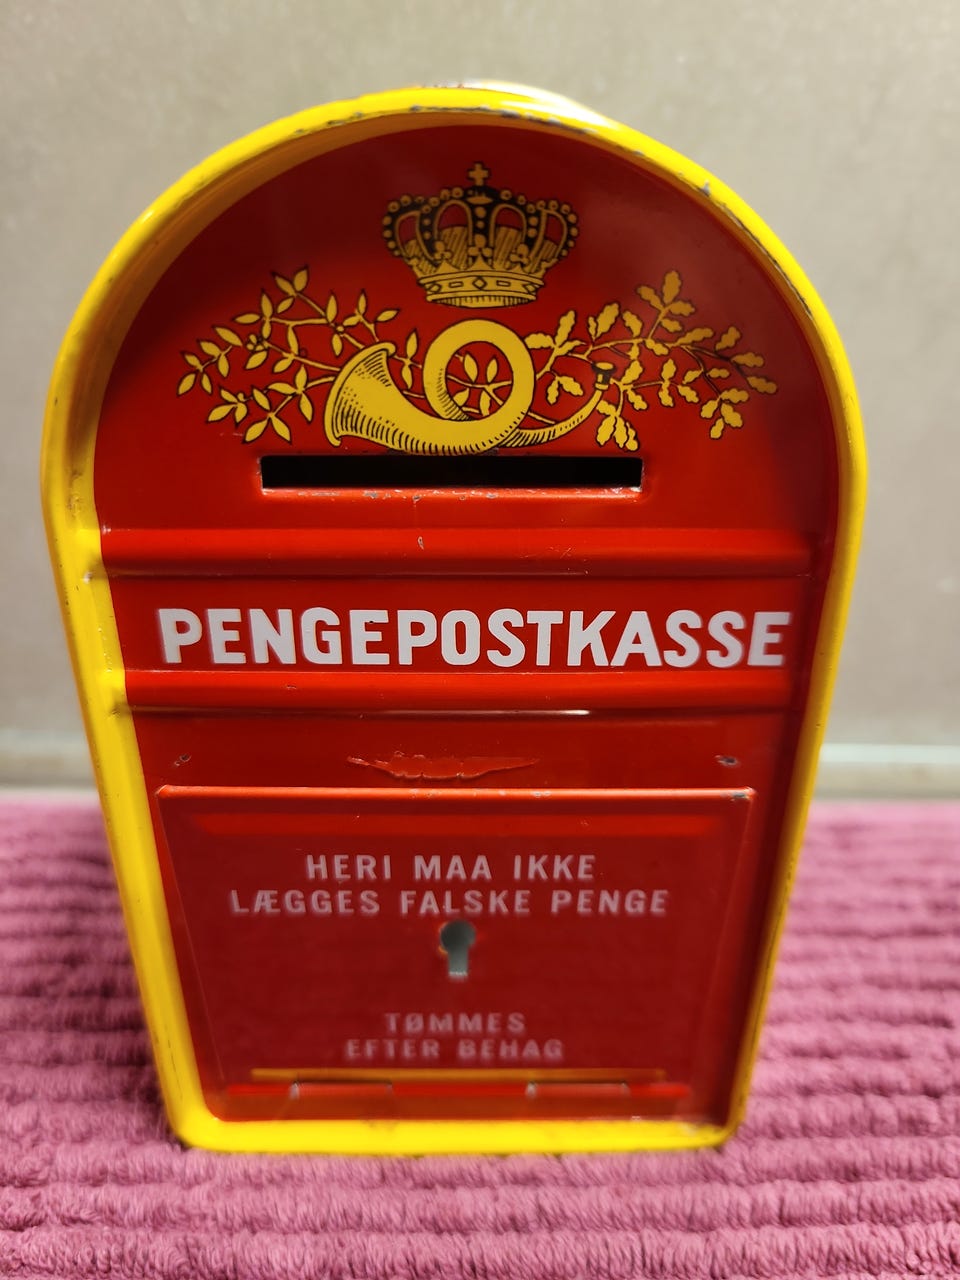 PENGEPOSTKASSE
HERI MAA IKKE
LÆGGES FALSKE PENGE
TØMMES
EFTER BEHAG